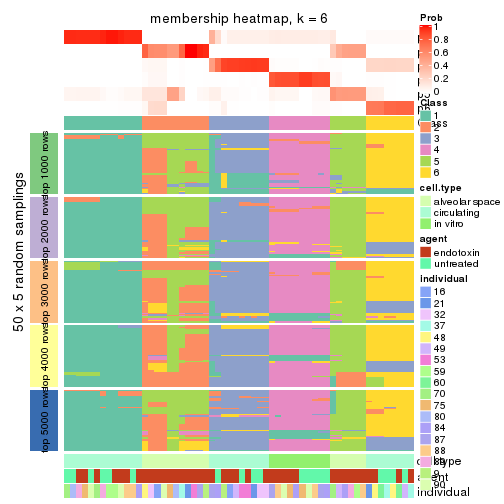 membership heatmap, k = 6
50 x 5 random samplings
top 1000 rows
top 2000 rows
top 3000 rows
top 4000 rows
top 5000 rows
Prob
1
0.8
0.6
0.4
0.2
0
Class
1
2
3
4
5
6
cell.type
alveolar space
circulating
in vitro
agent
endotoxin
untreated
individual
16
21
32
37
48
49
53
59
60
70
75
80
84
87
88
90
individual